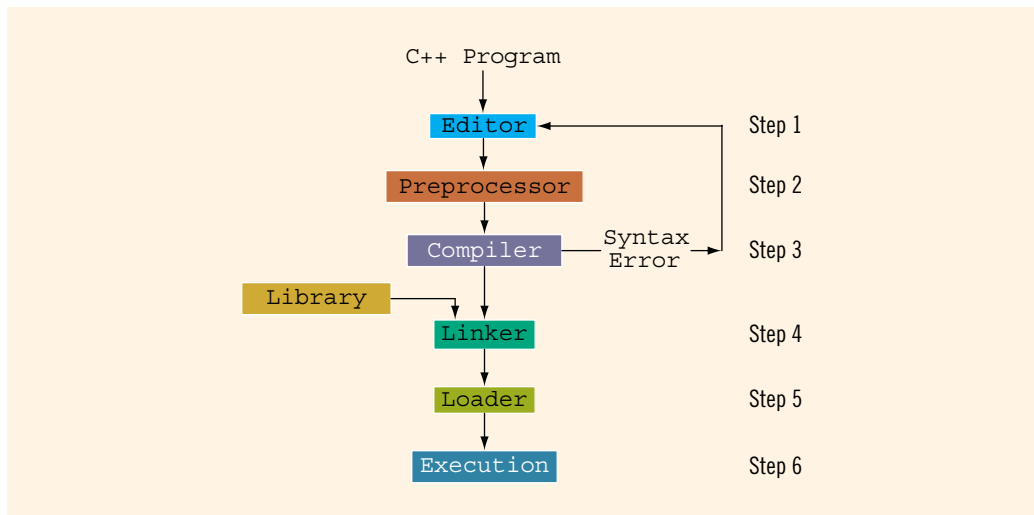 C++ Program
Editor Step 1
Preprocessor Step 2
Compiler Syntax Error Step 3
Library
Linker Step 4
Loader Step 5
Execution Step 6